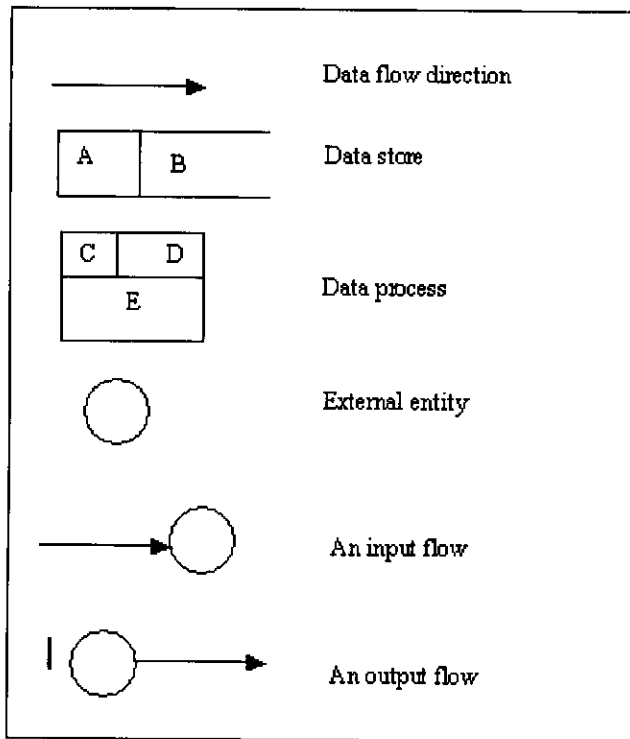 Data flow direction
A B
Data store
C D
E
Data process
External entity
An input flow
An output flow